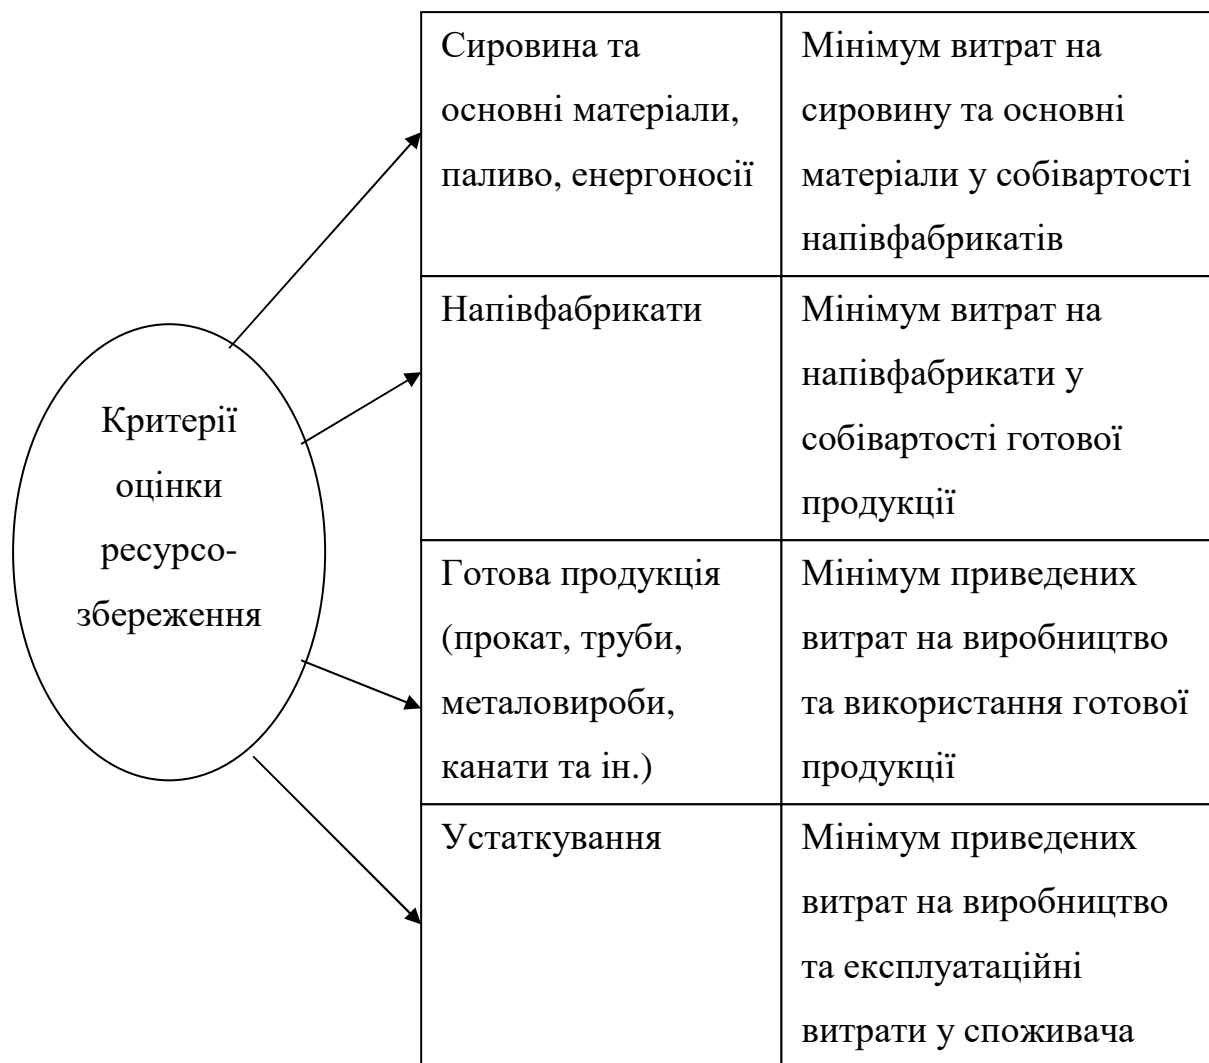 Критерії
оцінки
ресурсо-
збереження
Сировина та
основні матеріали,
паливо, енергоносії
Мінімум витрат на
сировину та основні
матеріали у собівартості
напівфабрикатів
Напівфабрикати
Мінімум витрат на
напівфабрикати у
собівартості готової
продукції
Готова продукція
(прокат, труби,
металовироби,
канати та ін.)
Мінімум приведених
витрат на виробництво
та використання готової
продукції
Устаткування
Мінімум приведених
витрат на виробництво
та експлуатаційні
витрати у споживача